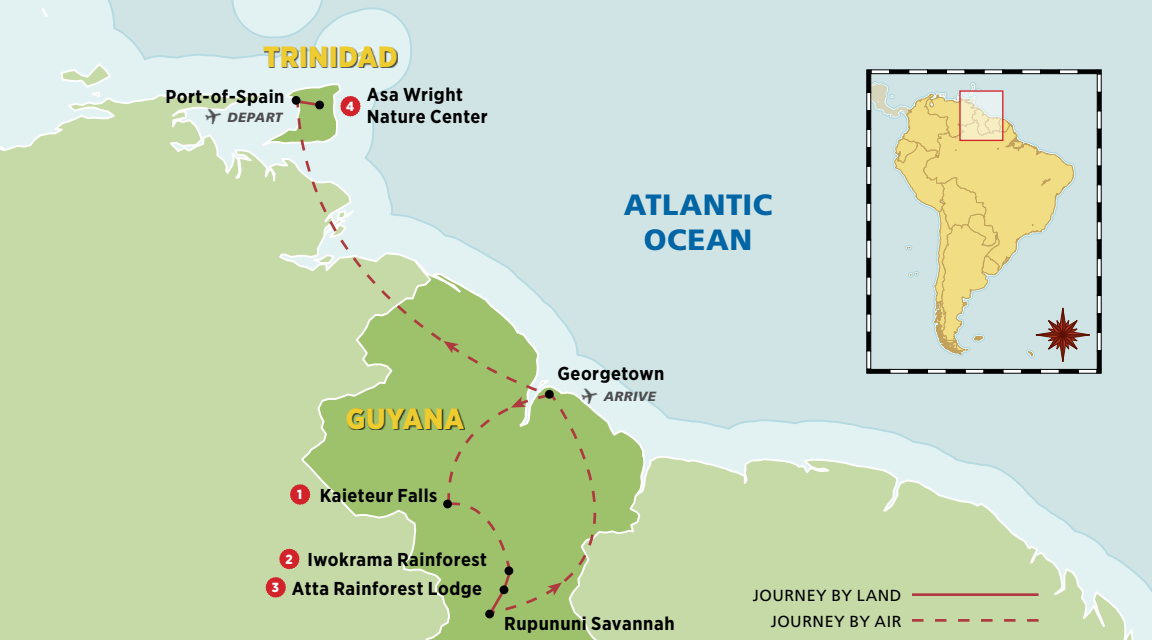 TRINIDAD
Port-of-Spain
DEPART
4
Asa Wright
Nature Center
ATLANTIC
OCEAN
Georgetown
ARRIVE
GUYANA
1 Kaieteur Falls
2 Iwokrama Rainforest
3 Atta Rainforest Lodge
Rupununi Savannah
JOURNEY BY LAND
JOURNEY BY AIR